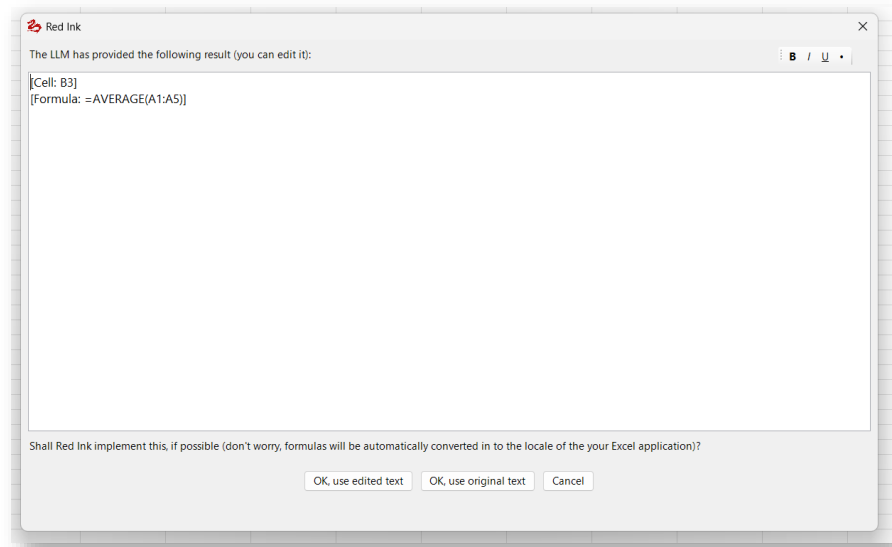 Red Ink
The LLM has provided the following result (you can edit it):
B I U •
[Cell: B3]
[Formula: =AVERAGE(A1:A5)]
Shall Red Ink implement this, if possible (don't worry, formulas will be automatically converted in to the locale of the your Excel application)?
OK, use edited text OK, use original text Cancel